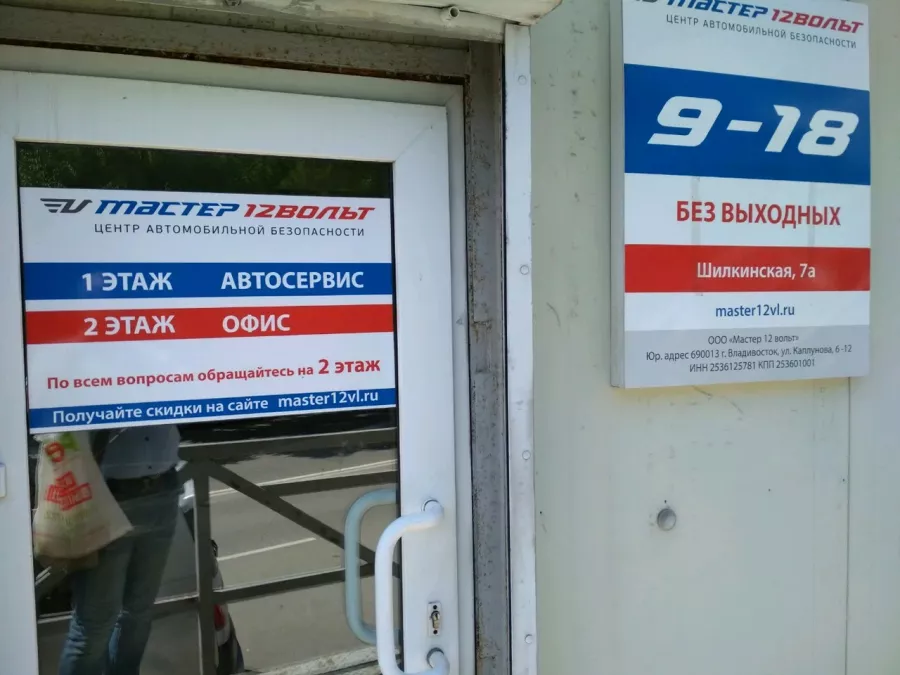 МАСТЕР 12ВОЛЬТ
ЦЕНТР АВТОМОБИЛЬНОЙ БЕЗОПАСНОСТИ
1 ЭТАЖ АВТОСЕРВИС
2 ЭТАЖ ОФИС
По всем вопросам обращайтесь на 2 этаж
Получайте скидки на сайте master12vl.ru
МАСТЕР 12ВОЛЬТ
ЦЕНТР АВТОМОБИЛЬНОЙ БЕЗОПАСНОСТИ
9-18
БЕЗ ВЫХОДНЫХ
Шилкинская, 7а
master12vl.ru
ООО «Мастер 12 вольт»
Юр. адрес 690013 г. Владивосток, ул. Каплунова, 6 -12
ИНН 2536125781 КПП 253601001